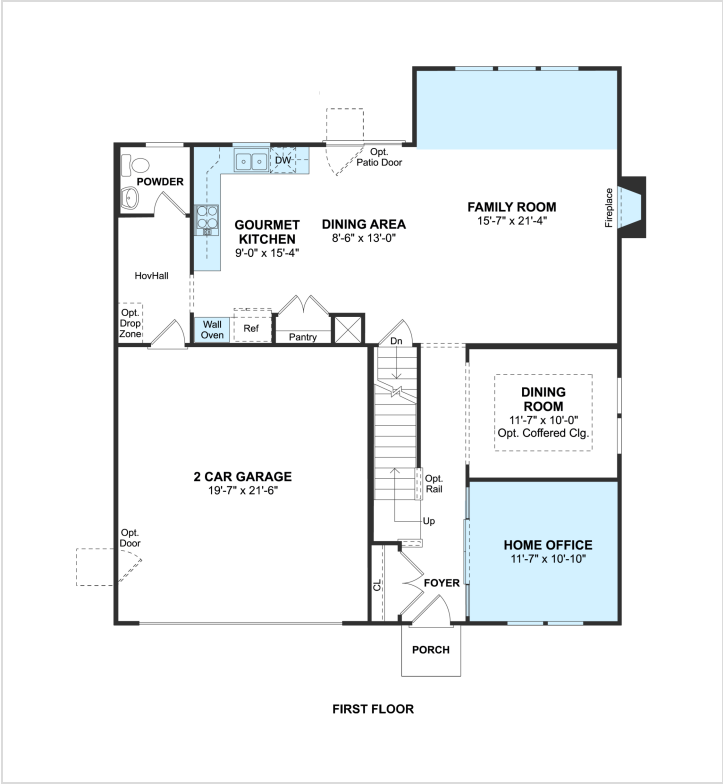 Opt.
Patio Door
DW
POWDER
FAMILY ROOM
15'-7" x 21'-4"
Fireplace
GOURMET
KITCHEN
9'-0" x 15'-4"
DINING AREA
8'-6" x 13'-0"
HovHall
Opt.
Drop
Zone
Wall
Oven
Ref
Pantry
Dn
DINING
ROOM
11'-7" x 10'-0"
Opt. Coffered Clg.
2 CAR GARAGE
19'-7" x 21'-6"
Opt.
Rail
Up
Opt.
Door
HOME OFFICE
11'-7" x 10'-10"
CL
FOYER
PORCH
FIRST FLOOR